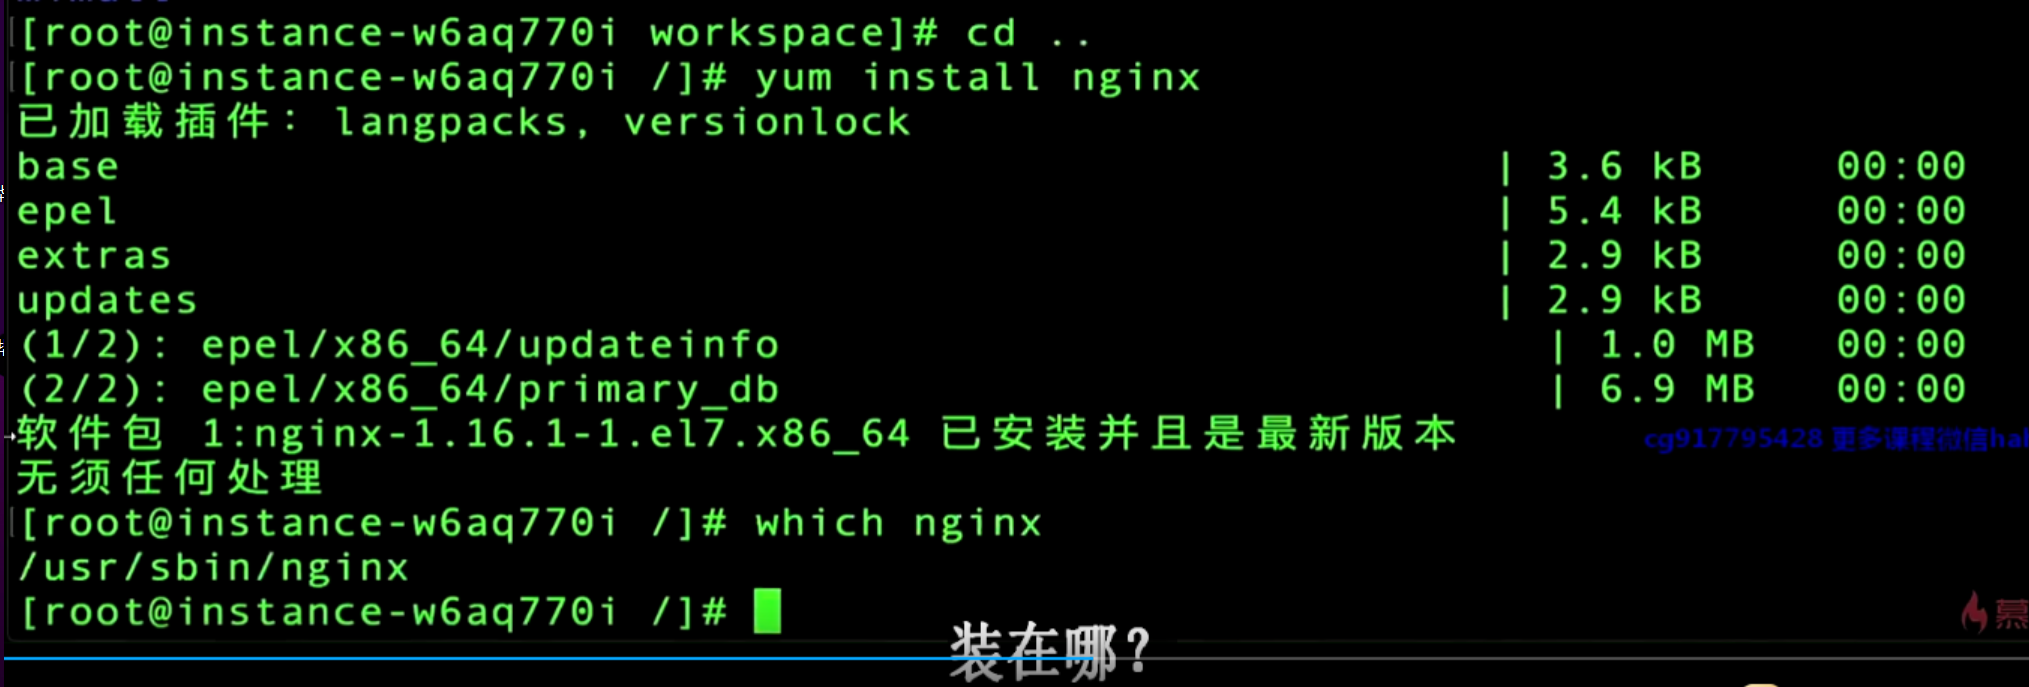 [root@instance-w6aq770i workspace]# cd ..
[root@instance-w6aq770i /]# yum install nginx
已加载插件：langpacks, versionlock
base | 3.6 kB 00:00
epel | 5.4 kB 00:00
extras | 2.9 kB 00:00
updates | 2.9 kB 00:00
(1/2): epel/x86_64/updateinfo | 1.0 MB 00:00
(2/2): epel/x86_64/primary_db | 6.9 MB 00:00
软件包 1:nginx-1.16.1-1.el7.x86_64 已安装并且是最新版本
cg917795428 更多课程微信hal
无须任何处理
[root@instance-w6aq770i /]# which nginx
/usr/sbin/nginx
[root@instance-w6aq770i /]#
慕
装在哪？